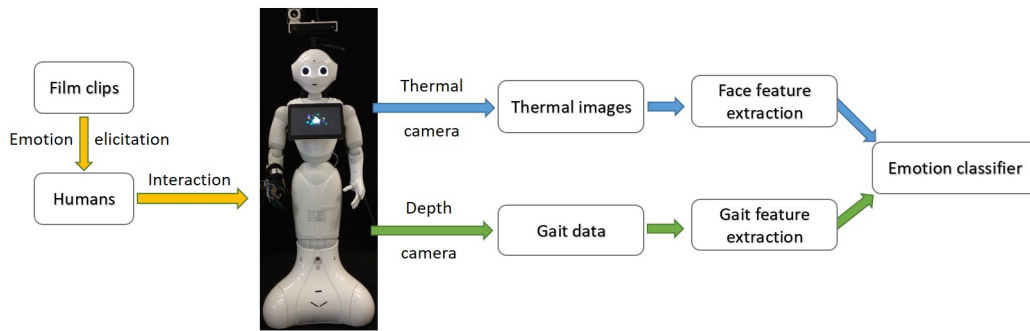 Film clips
Emotion elicitation
Humans
Interaction
Thermal
camera
Thermal images
Face feature
extraction
Depth
camera
Gait data
Gait feature
extraction
Emotion classifier